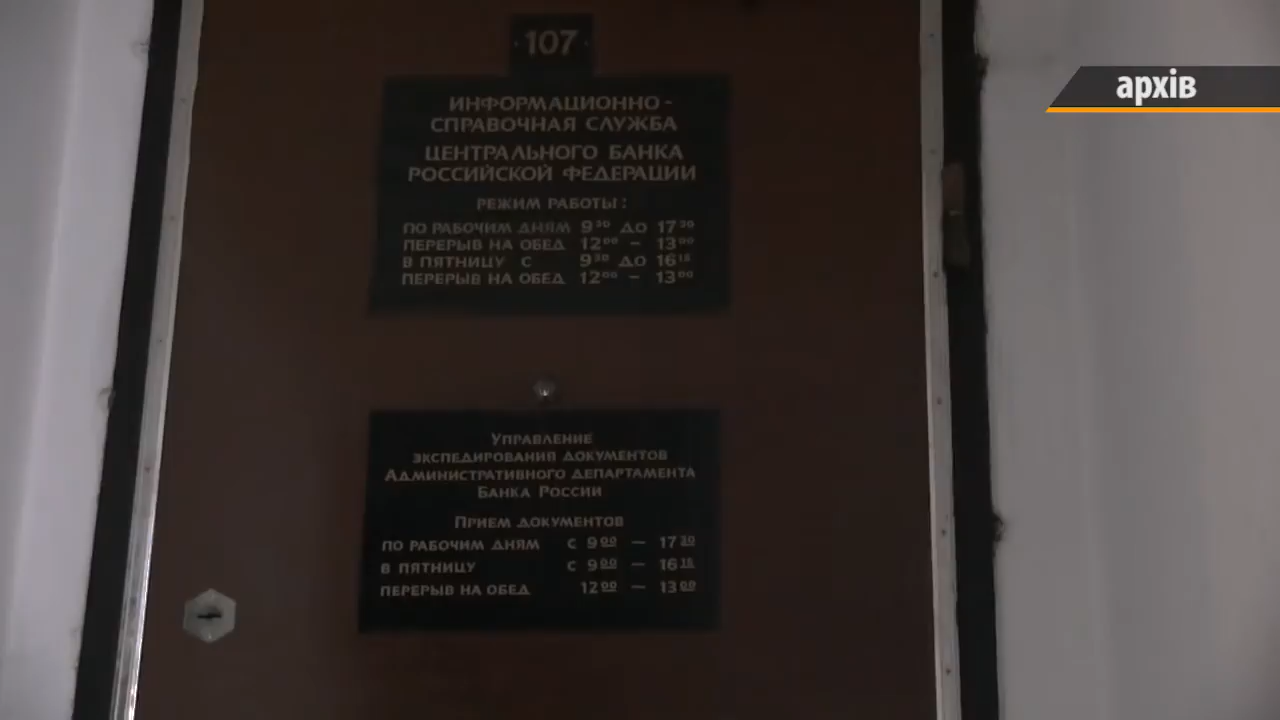 107
архів
ИНФОРМАЦИОННО-
СПРАВОЧНАЯ СЛУЖБА
ЦЕНТРАЛЬНОГО БАНКА
РОССИЙСКОЙ ФЕДЕРАЦИИ
РЕЖИМ РАБОТЫ:
ПО РАБОЧИМ ДНЯМ 9³⁰ ДО 17³⁰
ПЕРЕРЫВ НА ОБЕД 12⁰⁰ – 13⁰⁰
В ПЯТНИЦУ С 9³⁰ ДО 16¹⁵
ПЕРЕРЫВ НА ОБЕД 12⁰⁰ – 13⁰⁰
УПРАВЛЕНИЕ
ЭКСПЕДИРОВАНИЯ ДОКУМЕНТОВ
АДМИНИСТРАТИВНОГО ДЕПАРТАМЕНТА
БАНКА РОССИИ
ПРИЕМ ДОКУМЕНТОВ
ПО РАБОЧИМ ДНЯМ С 9⁰⁰ — 17³⁰
В ПЯТНИЦУ С 9⁰⁰ — 16¹⁵
ПЕРЕРЫВ НА ОБЕД 12⁰⁰ — 13⁰⁰